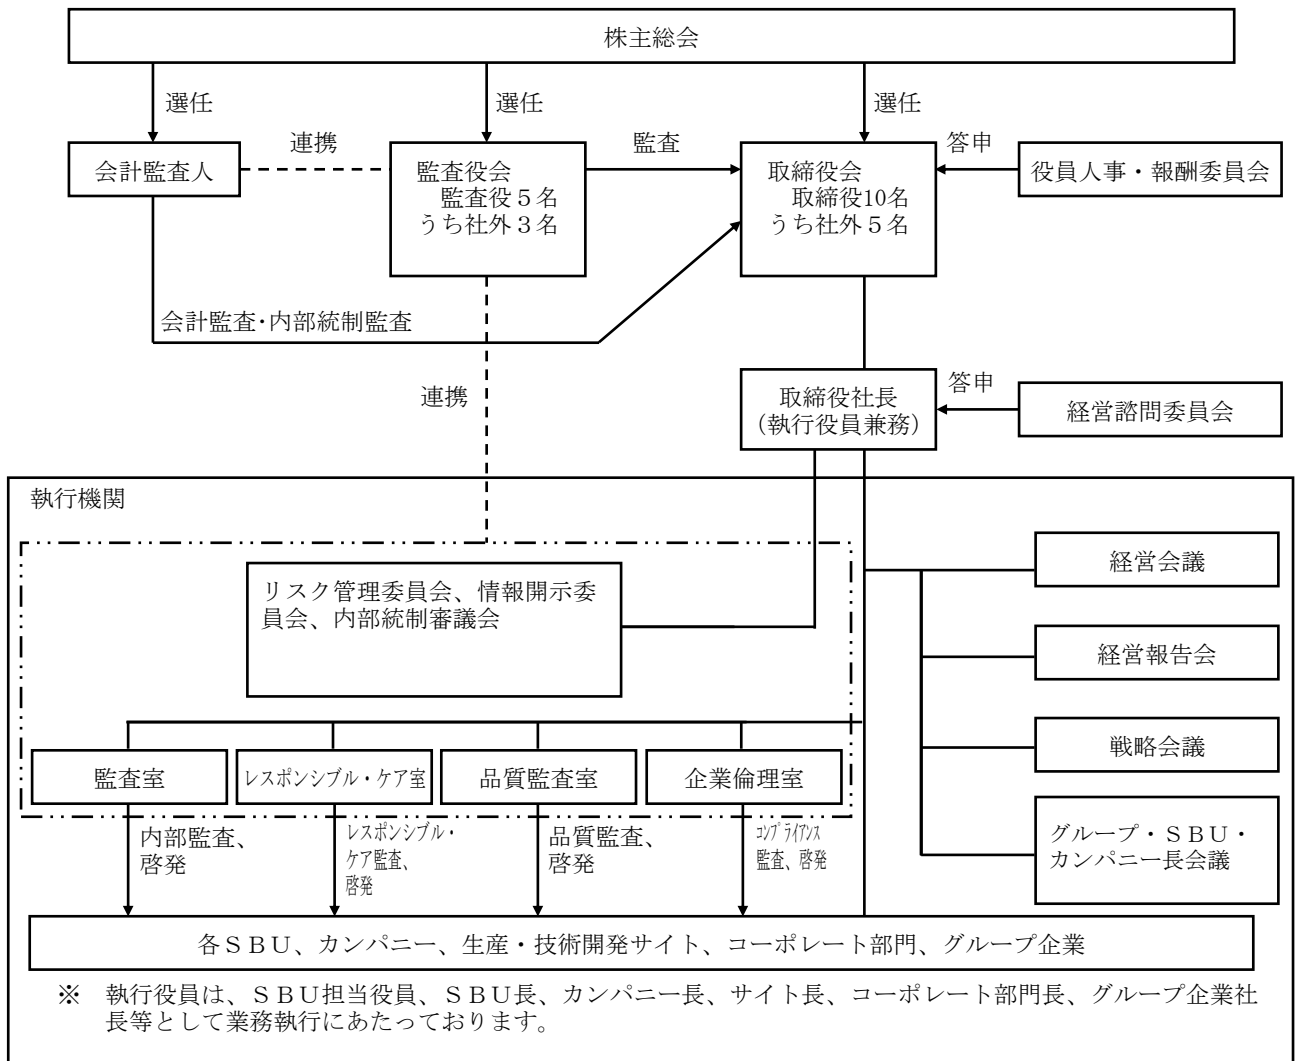 株主総会
選任
選任
選任
会計監査人
連携
監査役会
監査役５名
うち社外３名
監査
取締役会
取締役10名
うち社外５名
答申
役員人事・報酬委員会
会計監査・内部統制監査
連携
取締役社長
（執行役員兼務）
答申
経営諮問委員会
執行機関
リスク管理委員会、情報開示委
員会、内部統制審議会
経営会議
経営報告会
戦略会議
グループ・ＳＢＵ・
カンパニー長会議
監査室
レスポンシブル・ケア室
品質監査室
企業倫理室
内部監査、
啓発
レスポンシブル・
ケア監査、
啓発
品質監査、
啓発
コンプライアンス
監査、啓発
各ＳＢＵ、カンパニー、生産・技術開発サイト、コーポレート部門、グループ企業
※　執行役員は、ＳＢＵ担当役員、ＳＢＵ長、カンパニー長、サイト長、コーポレート部門長、グループ企業社
長等として業務執行にあたっております。